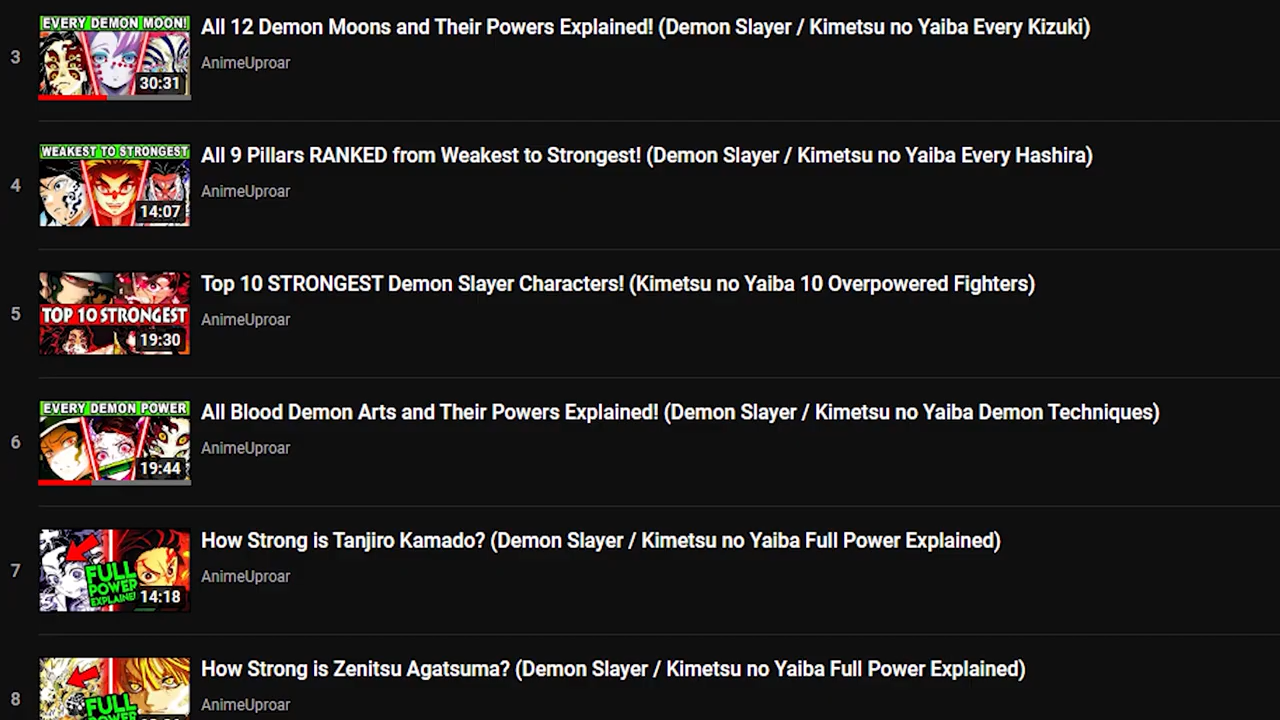 3
EVERY DEMON MOON!
30:31
All 12 Demon Moons and Their Powers Explained! (Demon Slayer / Kimetsu no Yaiba Every Kizuki)
AnimeUproar
4
WEAKEST TO STRONGEST
14:07
All 9 Pillars RANKED from Weakest to Strongest! (Demon Slayer / Kimetsu no Yaiba Every Hashira)
AnimeUproar
5
TOP 10 STRONGEST
19:30
Top 10 STRONGEST Demon Slayer Characters! (Kimetsu no Yaiba 10 Overpowered Fighters)
AnimeUproar
6
EVERY DEMON POWER
19:44
All Blood Demon Arts and Their Powers Explained! (Demon Slayer / Kimetsu no Yaiba Demon Techniques)
AnimeUproar
7
FULL
POWER
EXPLAINED
14:18
How Strong is Tanjiro Kamado? (Demon Slayer / Kimetsu no Yaiba Full Power Explained)
AnimeUproar
8
FULL
POWER
How Strong is Zenitsu Agatsuma? (Demon Slayer / Kimetsu no Yaiba Full Power Explained)
AnimeUproar